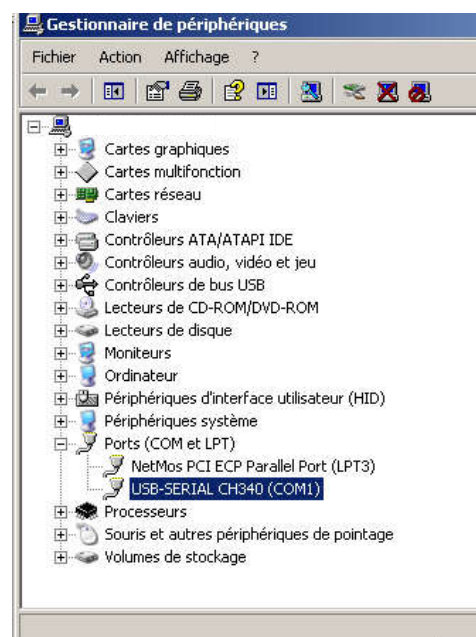 Gestionnaire de périphériques
Fichier Action Affichage ?
Cartes graphiques
Cartes multifonction
Cartes réseau
Claviers
Contrôleurs ATA/ATAPI IDE
Contrôleurs audio, vidéo et jeu
Contrôleurs de bus USB
Lecteurs de CD-ROM/DVD-ROM
Lecteurs de disque
Moniteurs
Ordinateur
Périphériques d'interface utilisateur (HID)
Périphériques système
Ports (COM et LPT)
NetMos PCI ECP Parallel Port (LPT3)
USB-SERIAL CH340 (COM1)
Processeurs
Souris et autres périphériques de pointage
Volumes de stockage